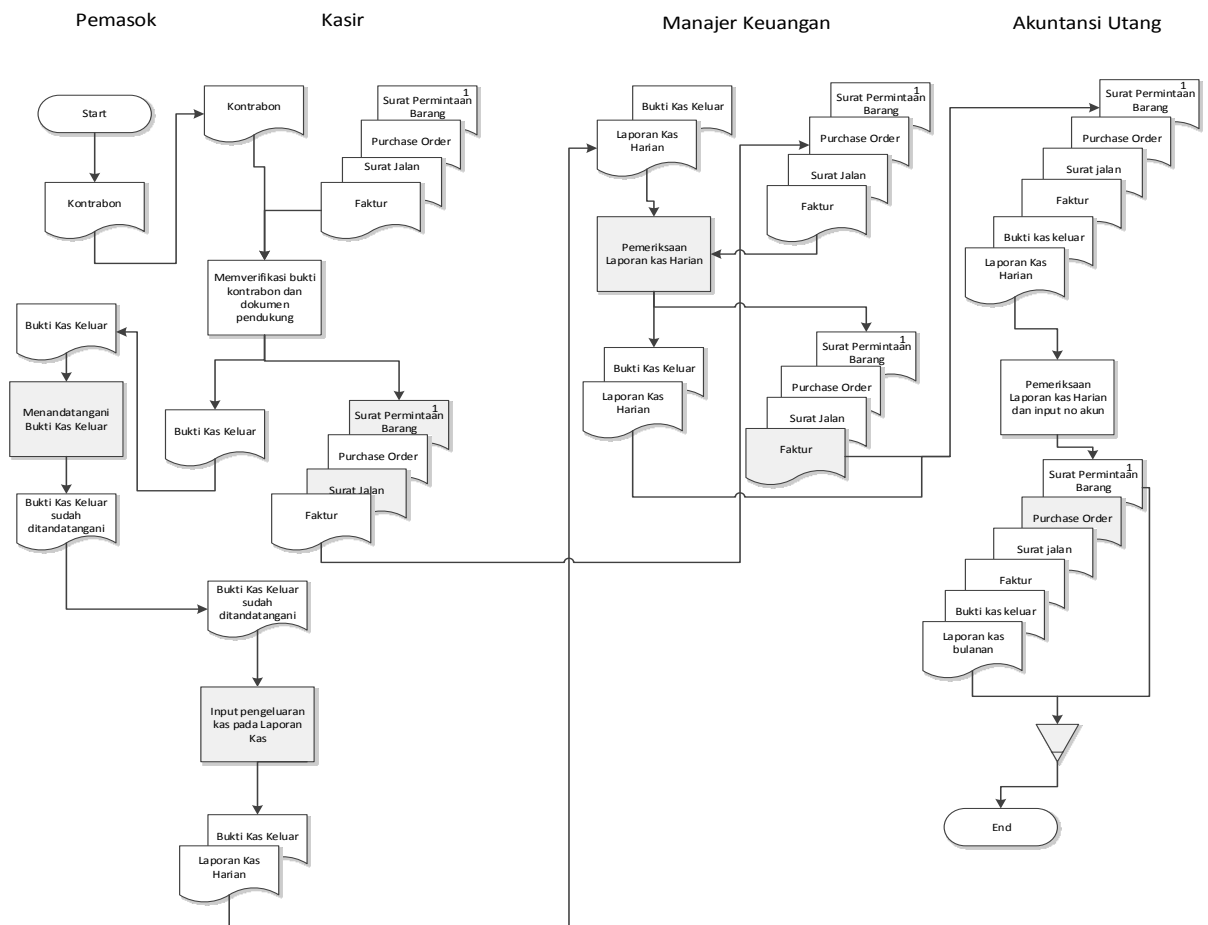 Pemasok
Kasir
Manajer Keuangan
Akuntansi Utang
Start
Kontrabon
Kontrabon
1
Surat Permintaan
Barang
Purchase Order
Surat Jalan
Faktur
Memverifikasi bukti
kontrabon dan
dokumen
pendukung
Bukti Kas Keluar
Menandatangani
Bukti Kas Keluar
Bukti Kas Keluar
sudah
ditandatangani
Bukti Kas Keluar
1
Surat Permintaan
Barang
Purchase Order
Surat Jalan
Faktur
Bukti Kas Keluar
sudah
ditandatangani
Input pengeluaran
kas pada Laporan
Kas
Bukti Kas Keluar
Laporan Kas
Harian
Bukti Kas Keluar
Laporan Kas
Harian
1
Surat Permintaan
Barang
Purchase Order
Surat Jalan
Faktur
Pemeriksaan
Laporan kas Harian
Bukti Kas Keluar
Laporan Kas
Harian
1
Surat Permintaan
Barang
Purchase Order
Surat Jalan
Faktur
1
Surat Permintaan
Barang
Purchase Order
Surat jalan
Faktur
Bukti kas keluar
Laporan Kas
Harian
Pemeriksaan
Laporan kas Harian
dan input no akun
1
Surat Permintaan
Barang
Purchase Order
Surat jalan
Faktur
Bukti kas keluar
Laporan kas
bulanan
End